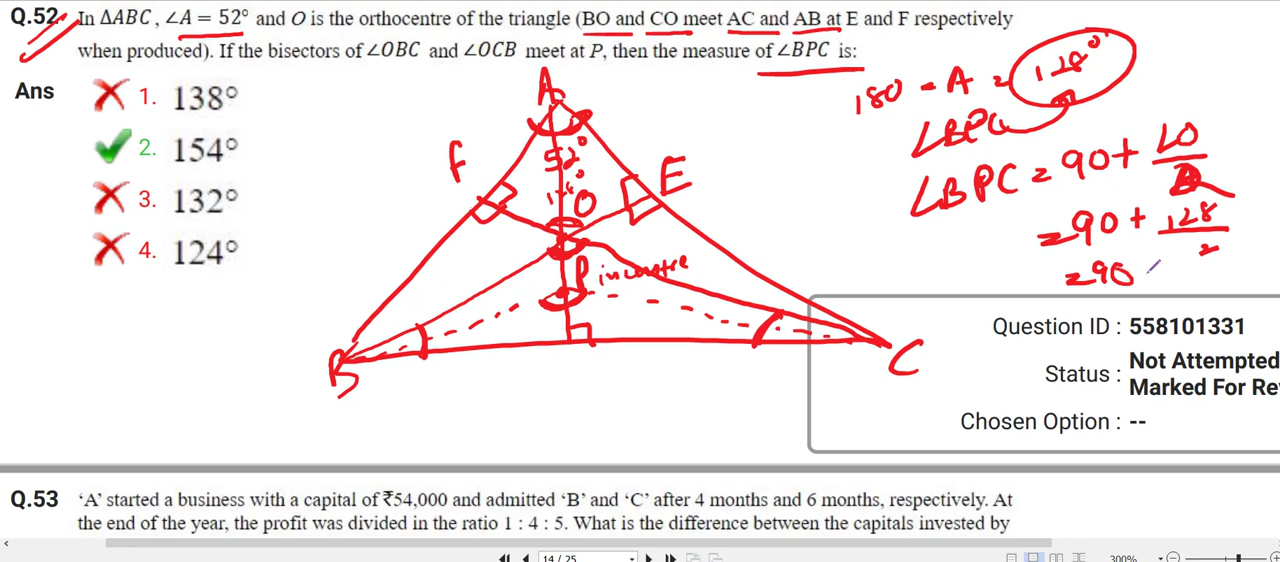 Q.52 In ΔABC, ∠A = 52° and O is the orthocentre of the triangle (BO and CO meet AC and AB at E and F respectively
when produced). If the bisectors of ∠OBC and ∠OCB meet at P, then the measure of ∠BPC is:
Ans
1. 138°
2. 154°
3. 132°
4. 124°
A
52°
F
E
O
P incentre
B
C
180 - A = 128°
∠BPC
∠BPC = 90 + ∠O
= 90 + 128/2
= 90
Question ID : 558101331
Status : Not Attempted
Marked For Re
Chosen Option : --
Q.53 ‘A’ started a business with a capital of ₹54,000 and admitted ‘B’ and ‘C’ after 4 months and 6 months, respectively. At
the end of the year, the profit was divided in the ratio 1 : 4 : 5. What is the difference between the capitals invested by
14 / 25
300%